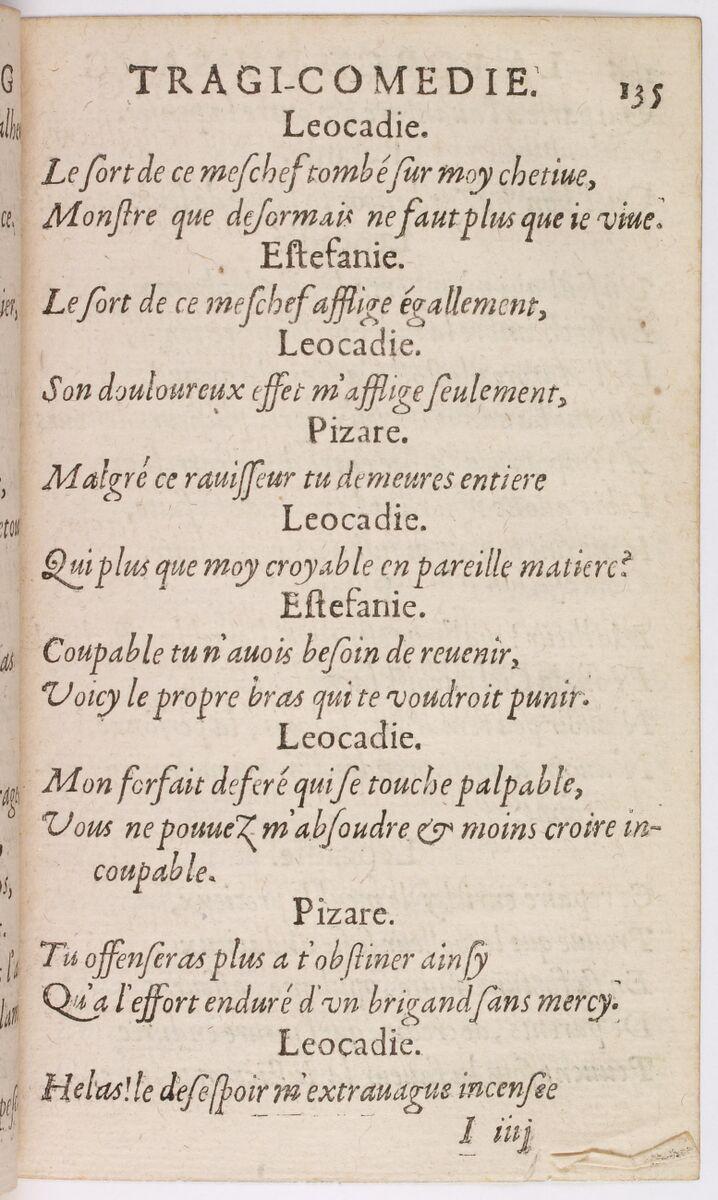 TRAGI-COMEDIE. 135
Leocadie.
Le ſort de ce meſchef tombé ſur moy chetiue,
Monſtre que deſormais ne faut plus que ie viue.
Eſtefanie.
Le ſort de ce meſchef afflige égallement,
Leocadie.
Son douloureux effet m'afflige ſeulement,
Pizare.
Malgré ce rauiſſeur tu demeures entiere
Leocadie.
Qui plus que moy croyable en pareille matiere?
Eſtefanie.
Coupable tu n'auois beſoin de reuenir,
Voicy le propre bras qui te voudroit punir.
Leocadie.
Mon forfait deferé qui ſe touche palpable,
Vous ne pouuez m'abſoudre & moins croire in-
coupable.
Pizare.
Tu offenſeras plus a t'obſtiner ainſy
Qu'a l'effort enduré d'vn brigand ſans mercy.
Leocadie.
Helas! le deſeſpoir m'extrauague incenſée
I iiij